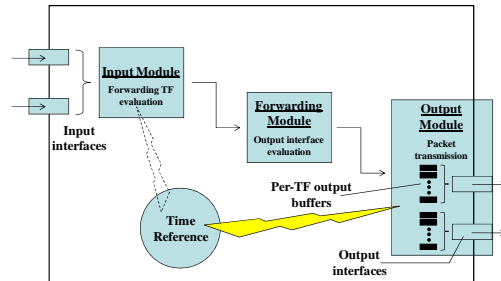 Input Module
Forwarding TF
evaluation
Input
interfaces
Forwarding
Module
Output interface
evaluation
Output
Module
Packet
transmission
Per-TF output
buffers
Time
Reference
Output
interfaces